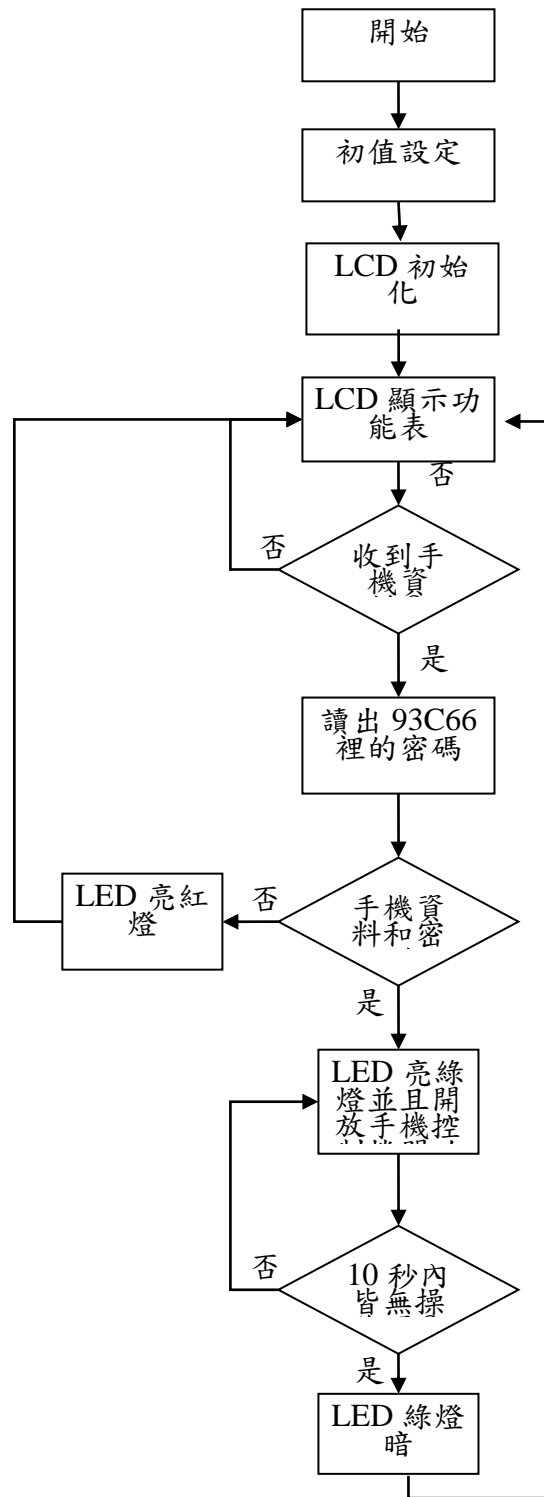 開始
初值設定
LCD 初始
化
LCD 顯示功
能表
否
否
收到手
機資
是
讀出 93C66
裡的密碼
LED 亮紅
燈
否
手機資
料和密
是
LED 亮綠
燈並且開
放手機控
否
10 秒內
皆無操
是
LED 綠燈
暗